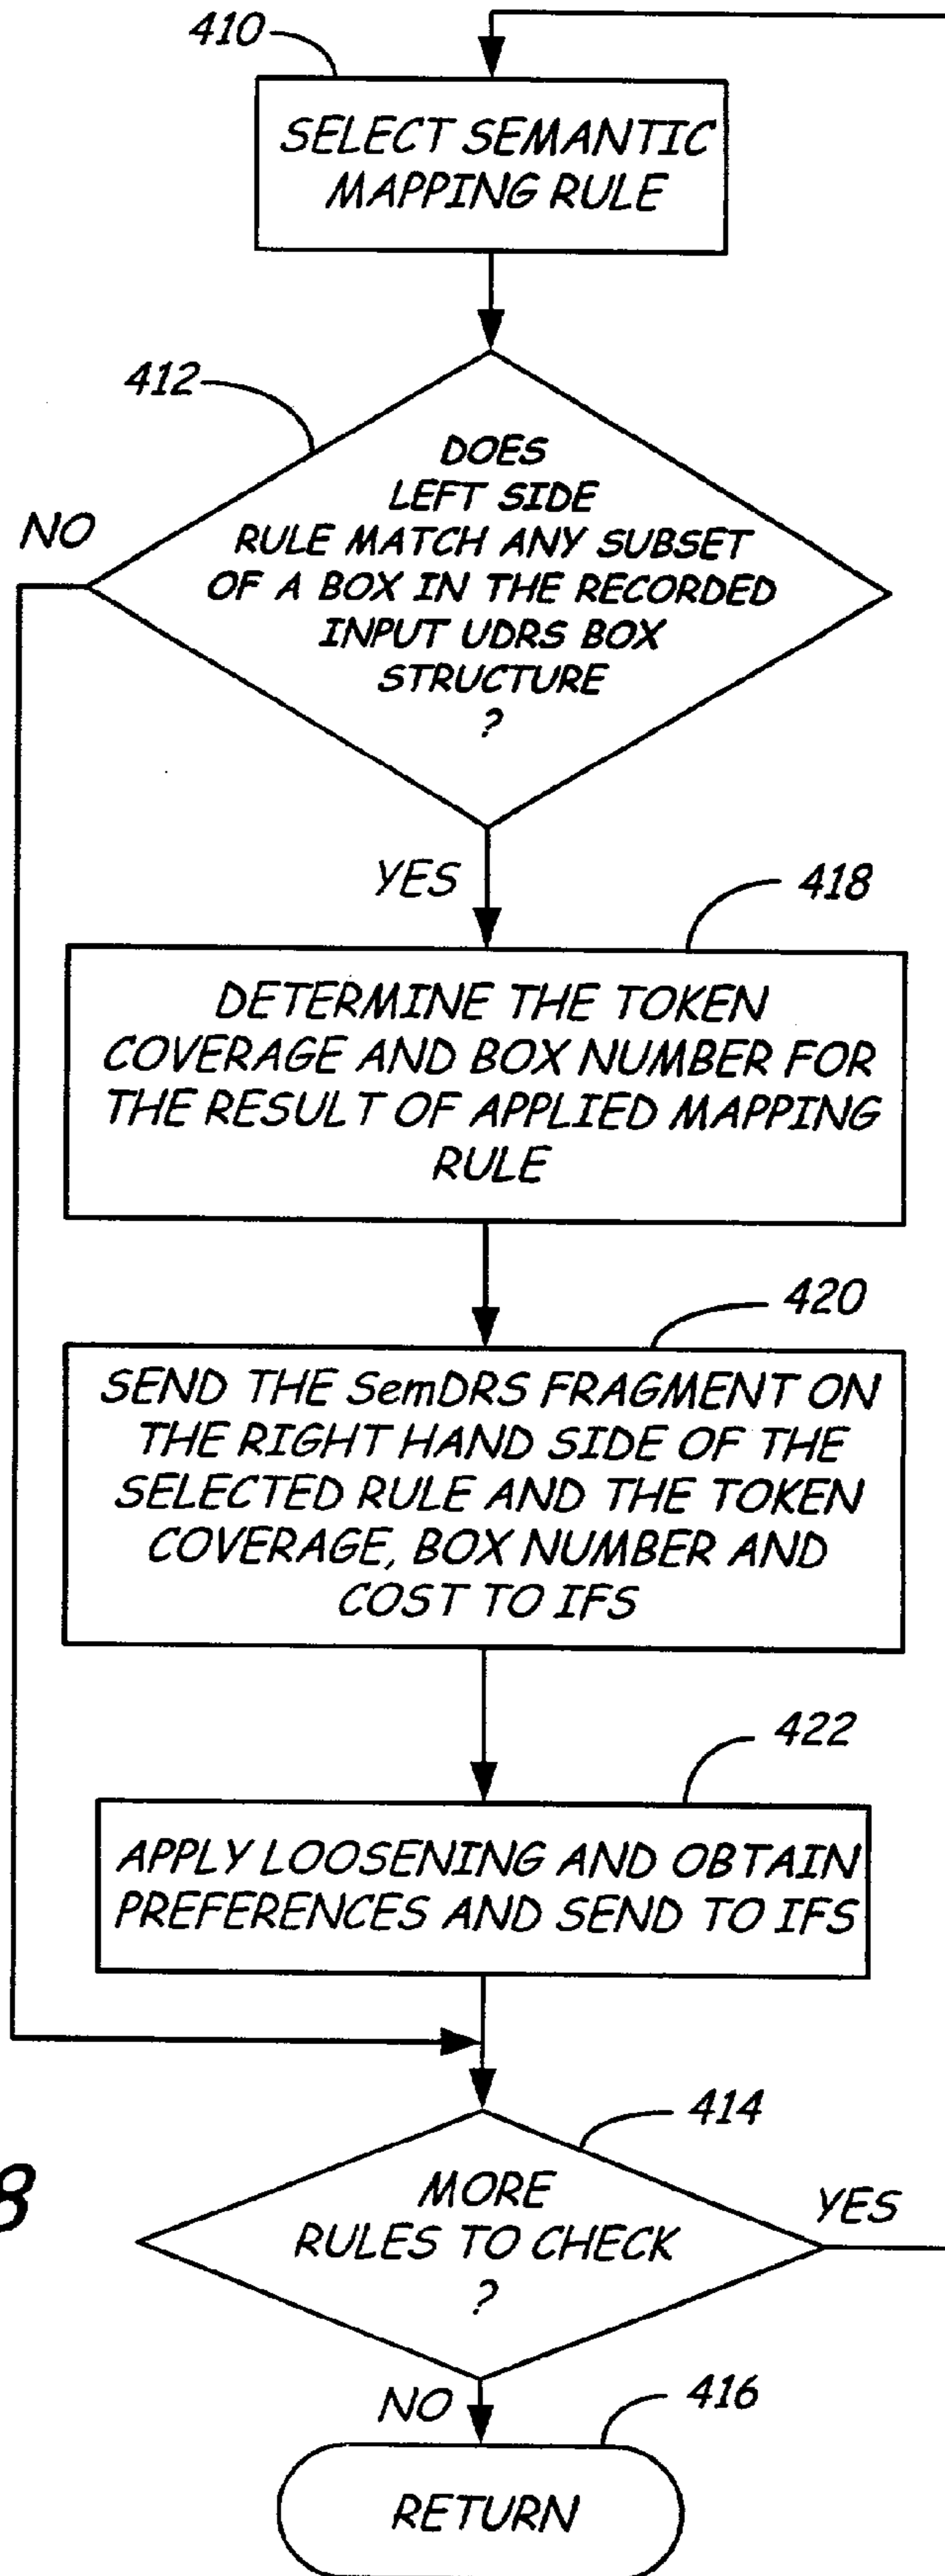 410
SELECT SEMANTIC
MAPPING RULE
412
DOES
LEFT SIDE
RULE MATCH ANY SUBSET
OF A BOX IN THE RECORDED
INPUT UDRS BOX
STRUCTURE
?
NO
YES
418
DETERMINE THE TOKEN
COVERAGE AND BOX NUMBER FOR
THE RESULT OF APPLIED MAPPING
RULE
420
SEND THE SemDRS FRAGMENT ON
THE RIGHT HAND SIDE OF THE
SELECTED RULE AND THE TOKEN
COVERAGE, BOX NUMBER AND
COST TO IFS
422
APPLY LOOSENING AND OBTAIN
PREFERENCES AND SEND TO IFS
414
8
MORE
RULES TO CHECK
?
YES
NO
416
RETURN